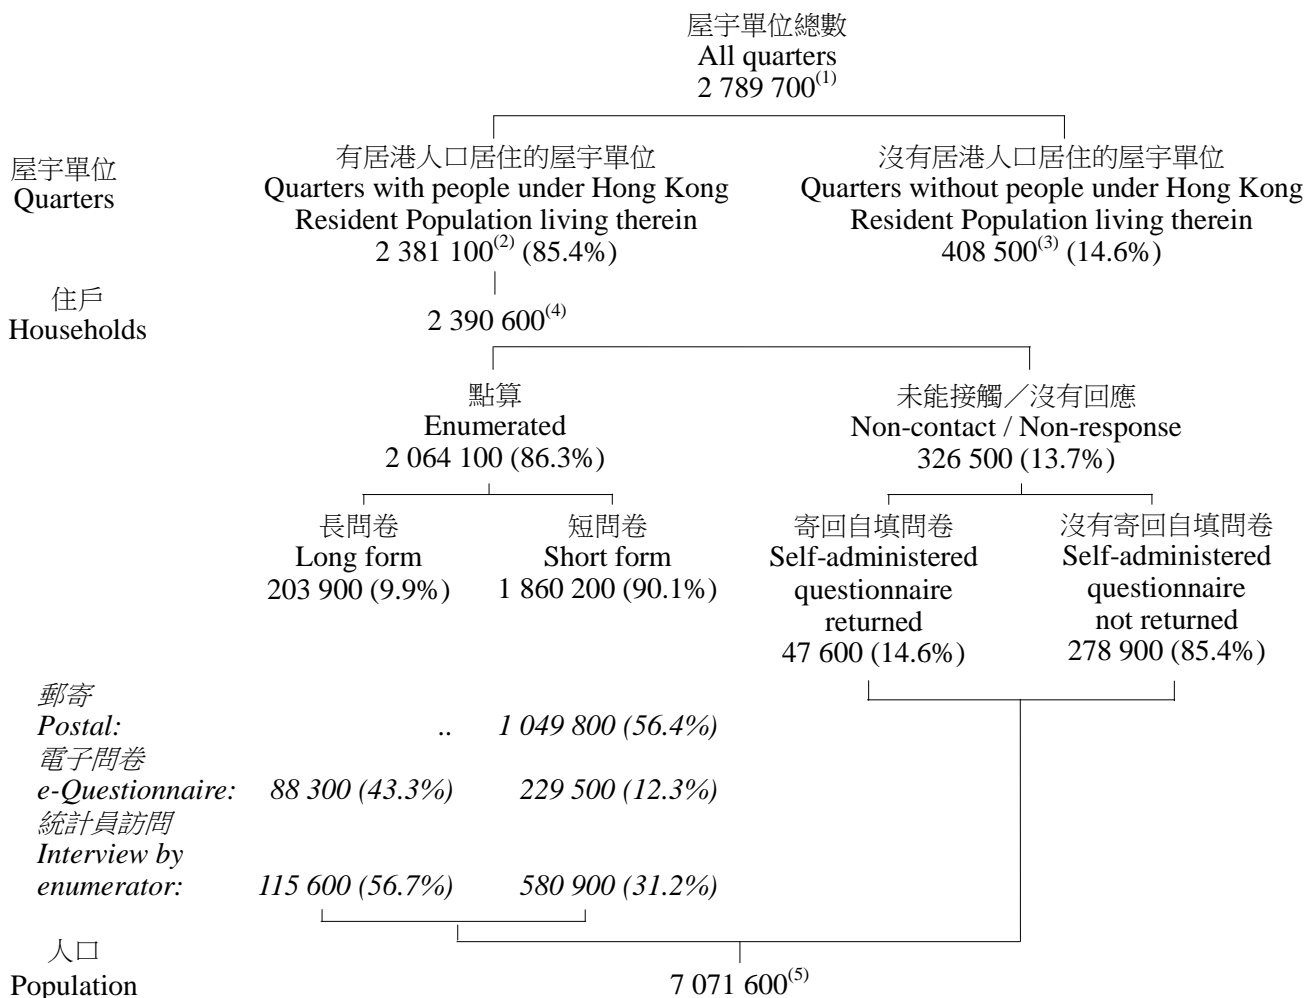 屋宇單位總數
All quarters
2 789 700(1)
屋宇單位
Quarters
有居港人口居住的屋宇單位
Quarters with people under Hong Kong
Resident Population living therein
2 381 100(2) (85.4%)
沒有居港人口居住的屋宇單位
Quarters without people under Hong Kong
Resident Population living therein
408 500(3) (14.6%)
住戶
Households
2 390 600(4)
點算
Enumerated
2 064 100 (86.3%)
未能接觸／沒有回應
Non-contact / Non-response
326 500 (13.7%)
長問卷
Long form
203 900 (9.9%)
短問卷
Short form
1 860 200 (90.1%)
寄回自填問卷
Self-administered
questionnaire
returned
47 600 (14.6%)
沒有寄回自填問卷
Self-administered
questionnaire
not returned
278 900 (85.4%)
郵寄
Postal: .. 1 049 800 (56.4%)
電子問卷
e-Questionnaire: 88 300 (43.3%) 229 500 (12.3%)
統計員訪問
Interview by
enumerator: 115 600 (56.7%) 580 900 (31.2%)
人口
Population 7 071 600(5)